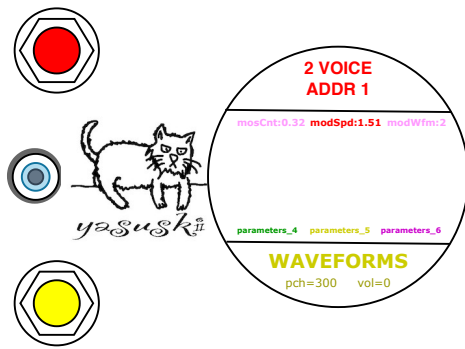 2 VOICE
ADDR 1
mosCnt:0.32 modSpd:1.51 modWfm:2
yasuski
parameters_4 parameters_5 parameters_6
WAVEFORMS
pch=300 vol=0